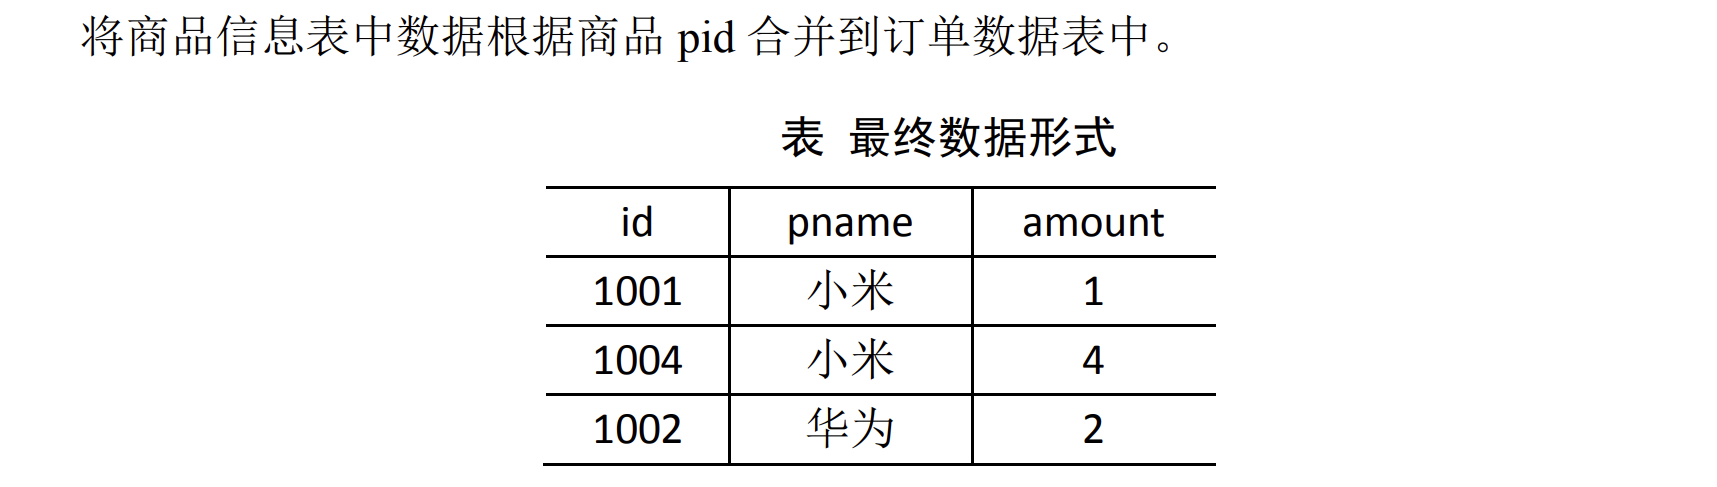 将商品信息表中数据根据商品 pid 合并到订单数据表中。
表 最终数据形式
id pname amount
1001 小米 1
1004 小米 4
1002 华为 2